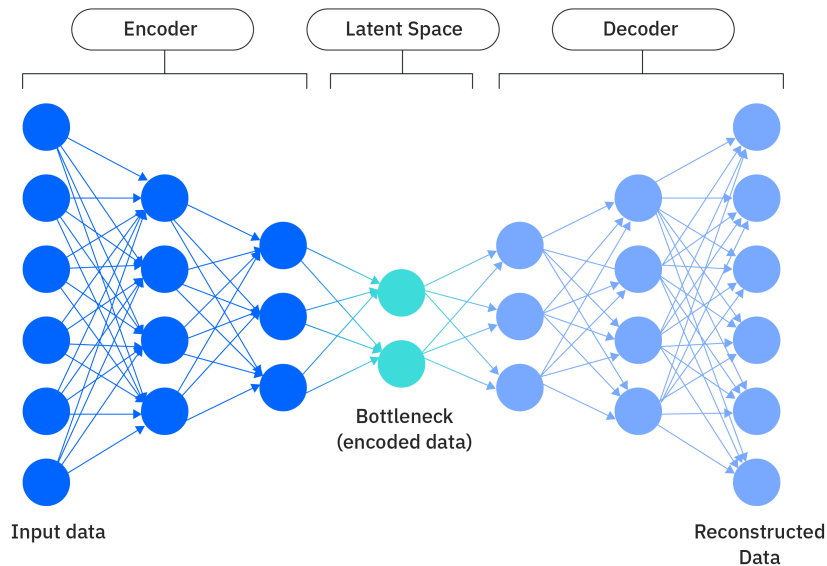 Encoder
Latent Space
Decoder
Bottleneck
(encoded data)
Input data
Reconstructed
Data